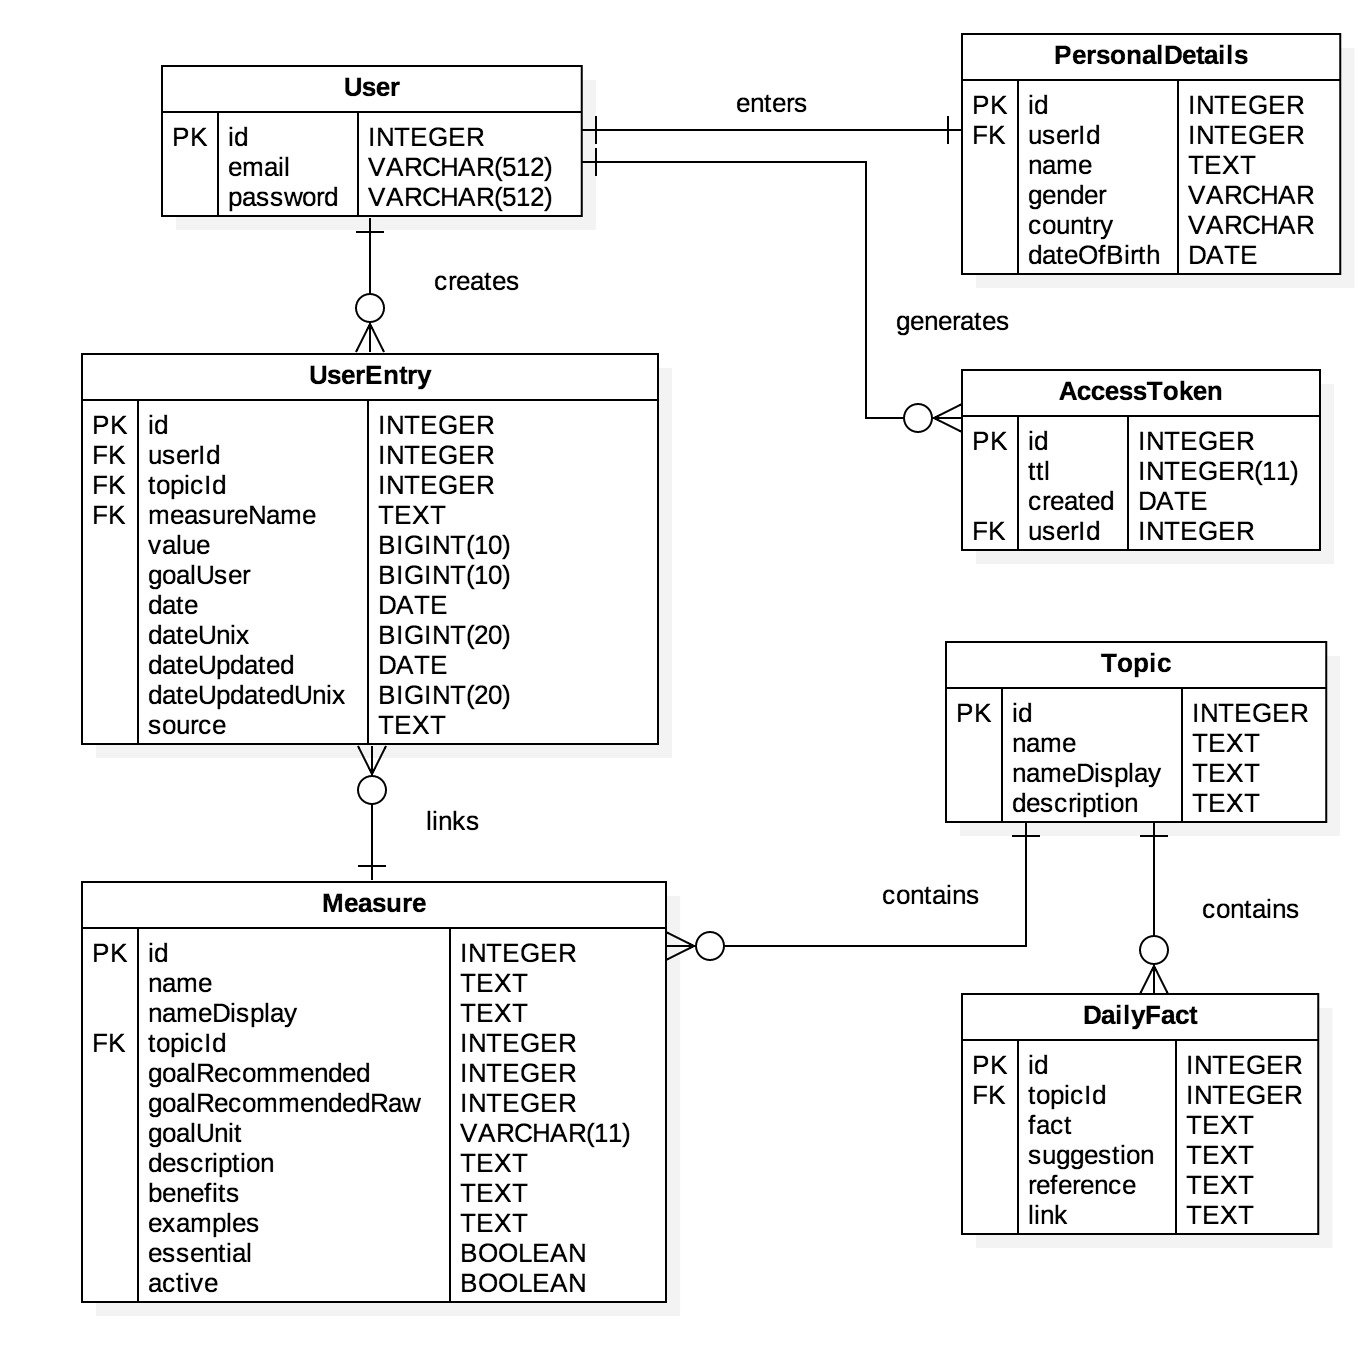 User
PK id INTEGER
email VARCHAR(512)
password VARCHAR(512)
enters
PersonalDetails
PK id INTEGER
FK userId INTEGER
name TEXT
gender VARCHAR
country VARCHAR
dateOfBirth DATE
creates
generates
UserEntry
PK id INTEGER
FK userId INTEGER
FK topicId INTEGER
FK measureName TEXT
value BIGINT(10)
goalUser BIGINT(10)
date DATE
dateUnix BIGINT(20)
dateUpdated DATE
dateUpdatedUnix BIGINT(20)
source TEXT
AccessToken
PK id INTEGER
ttl INTEGER(11)
created DATE
FK userId INTEGER
Topic
PK id INTEGER
name TEXT
nameDisplay TEXT
description TEXT
links
contains
contains
Measure
PK id INTEGER
name TEXT
nameDisplay TEXT
FK topicId INTEGER
goalRecommended INTEGER
goalRecommendedRaw INTEGER
goalUnit VARCHAR(11)
description TEXT
benefits TEXT
examples TEXT
essential BOOLEAN
active BOOLEAN
DailyFact
PK id INTEGER
FK topicId INTEGER
fact TEXT
suggestion TEXT
reference TEXT
link TEXT